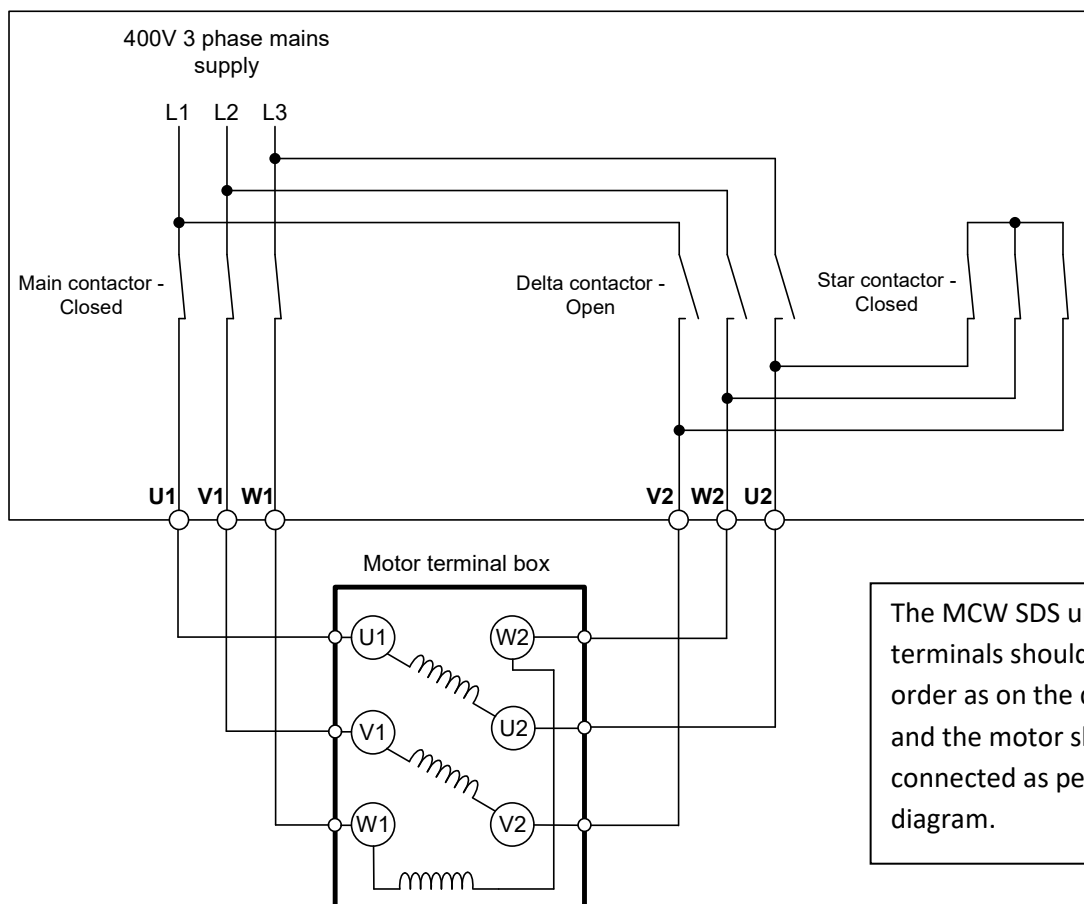 400V 3 phase mains
supply
L1 L2 L3
Main contactor -
Closed
Delta contactor -
Open
Star contactor -
Closed
U1 V1 W1 V2 W2 U2
Motor terminal box
U1 W2
V1 U2
W1 V2
The MCW SDS u
terminals should
order as on the
and the motor
connected as
diagram.